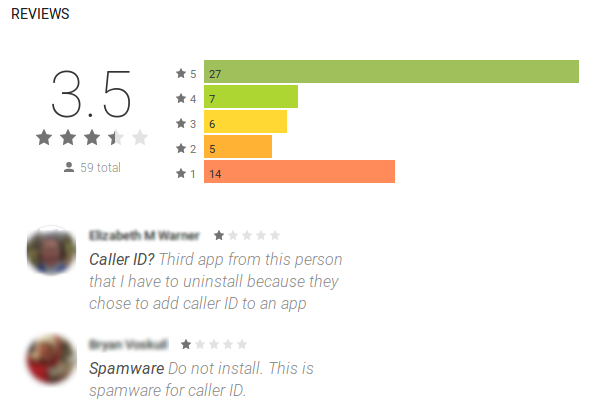 REVIEWS
3.5
59 total
5 27
4 7
3 6
2 5
1 14
Elizabeth M Warner
Caller ID? Third app from this person
that I have to uninstall because they
chose to add caller ID to an app
Bryan Voskuil
Spamware Do not install. This is
spamware for caller ID.